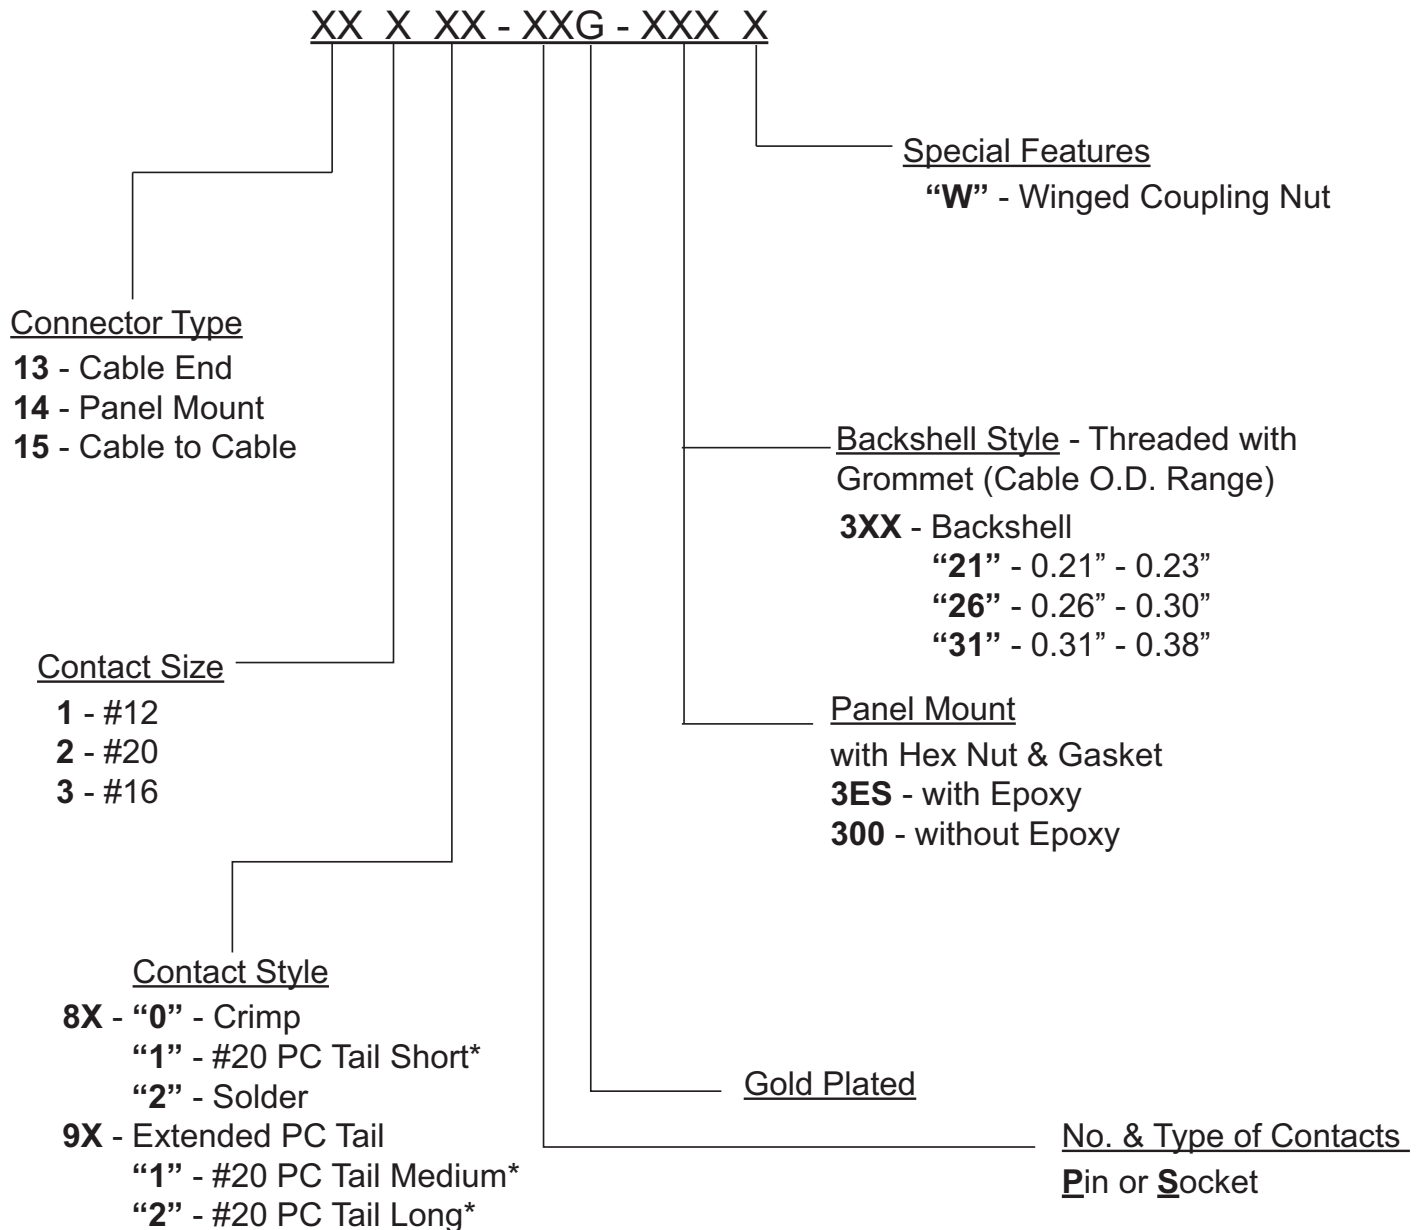 XX X XX - XXG - XXX X
Special Features
“W” - Winged Coupling Nut
Connector Type
13 - Cable End
14 - Panel Mount
15 - Cable to Cable
Backshell Style - Threaded with
Grommet (Cable O.D. Range)
3XX - Backshell
“21” - 0.21” - 0.23”
“26” - 0.26” - 0.30”
“31” - 0.31” - 0.38”
Contact Size
1 - #12
2 - #20
3 - #16
Panel Mount
with Hex Nut & Gasket
3ES - with Epoxy
300 - without Epoxy
Contact Style
8X - “0” - Crimp
“1” - #20 PC Tail Short*
“2” - Solder
9X - Extended PC Tail
“1” - #20 PC Tail Medium*
“2” - #20 PC Tail Long*
Gold Plated
No. & Type of Contacts
Pin or Socket